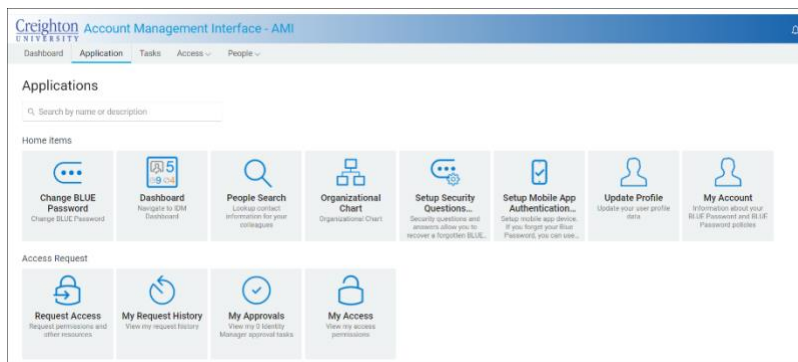 Creighton
UNIVERSITY
Account Management Interface - AMI
Dashboard Application Tasks Access People
Applications
Search by name or description
Home items
Change BLUE Password
Change BLUE Password
Dashboard
Navigate to IDM Dashboard
People Search
Lookup contact information for your colleagues
Organizational Chart
Organizational Chart
Setup Security Questions...
Security questions and answers allow you to recover a forgotten BLUE...
Setup Mobile App Authentication...
Setup mobile app device. If you forget your Blue Password, you can use...
Update Profile
Update your user profile data
My Account
Information about your BLUE Password and BLUE Password policies
Access Request
Request Access
Request permissions and other resources
My Request History
View my request history
My Approvals
View my 0 Identity Manager approval tasks
My Access
View my access permissions